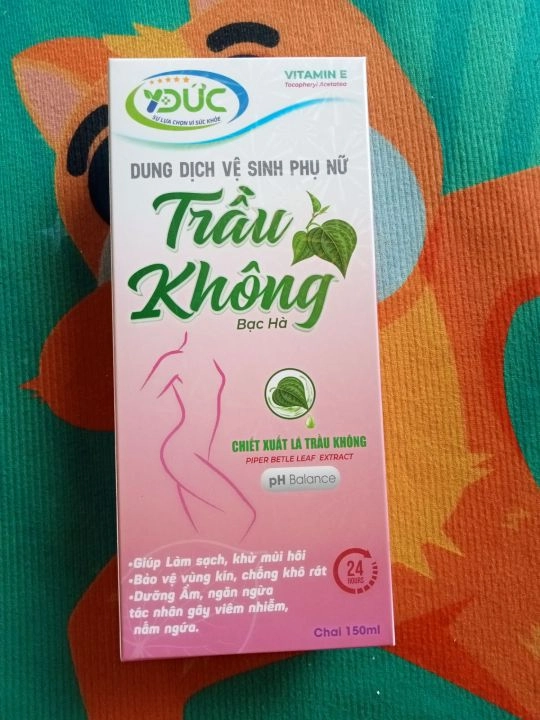 YDỨC
SỰ LỰA CHỌN VÌ SỨC KHỎE
VITAMIN E
Tocopheryl Acetatea
DUNG DỊCH VỆ SINH PHỤ NỮ
Trầu
Không
Bạc Hà
CHIẾT XUẤT LÁ TRẦU KHÔNG
PIPER BETLE LEAF EXTRACT
pH Balance
•Giúp Làm sạch, khử mùi hôi
•Bảo vệ vùng kín, chống khô rát
•Dưỡng Ẩm, ngăn ngừa
tác nhân gây viêm nhiễm,
nấm ngứa.
24
HOURS
Chai 150ml